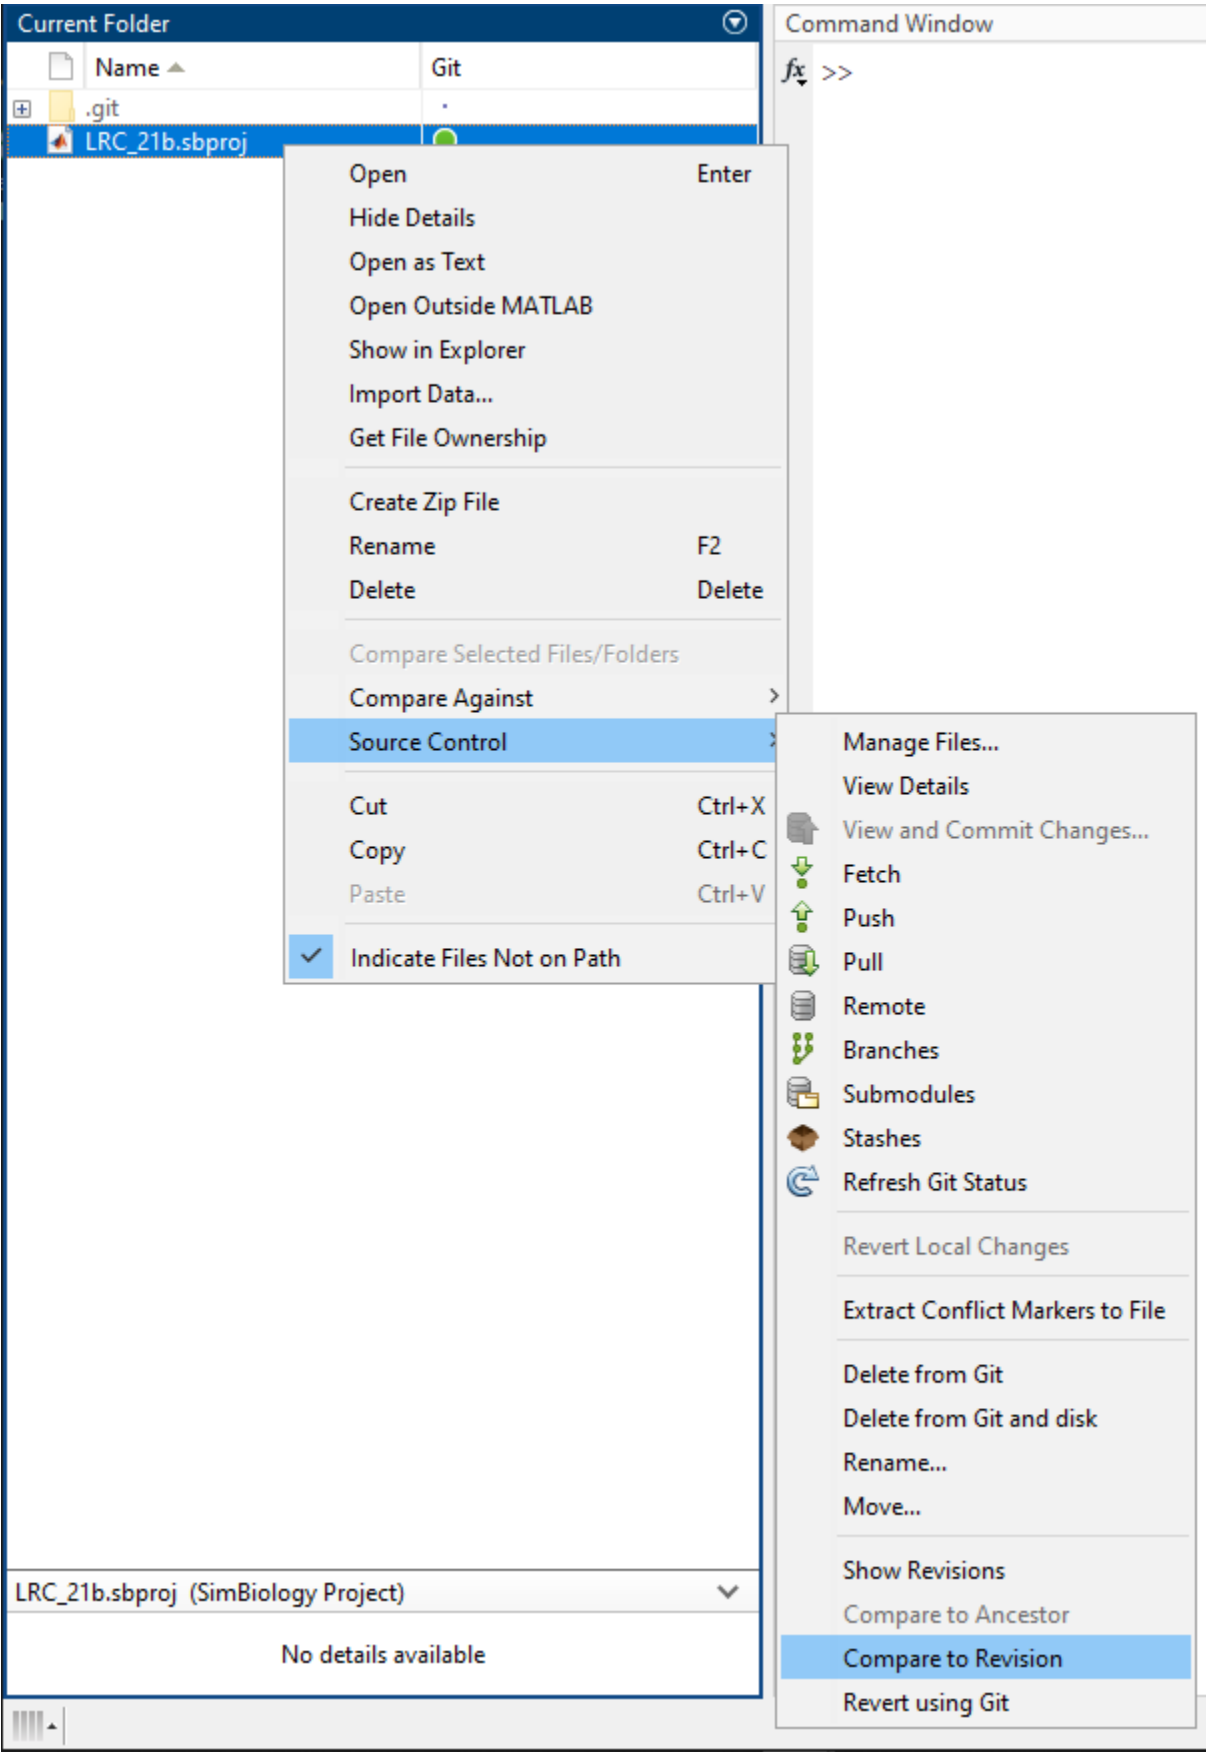 Current Folder
Command Window
Name Git
fx >>
.git
LRC_21b.sbproj
Open Enter
Hide Details
Open as Text
Open Outside MATLAB
Show in Explorer
Import Data...
Get File Ownership
Create Zip File
Rename F2
Delete Delete
Compare Selected Files/Folders
Compare Against
Source Control
Cut Ctrl+X
Copy Ctrl+C
Paste Ctrl+V
Indicate Files Not on Path
Manage Files...
View Details
View and Commit Changes...
Fetch
Push
Pull
Remote
Branches
Submodules
Stashes
Refresh Git Status
Revert Local Changes
Extract Conflict Markers to File
Delete from Git
Delete from Git and disk
Rename...
Move...
Show Revisions
Compare to Ancestor
Compare to Revision
Revert using Git
LRC_21b.sbproj (SimBiology Project)
No details available